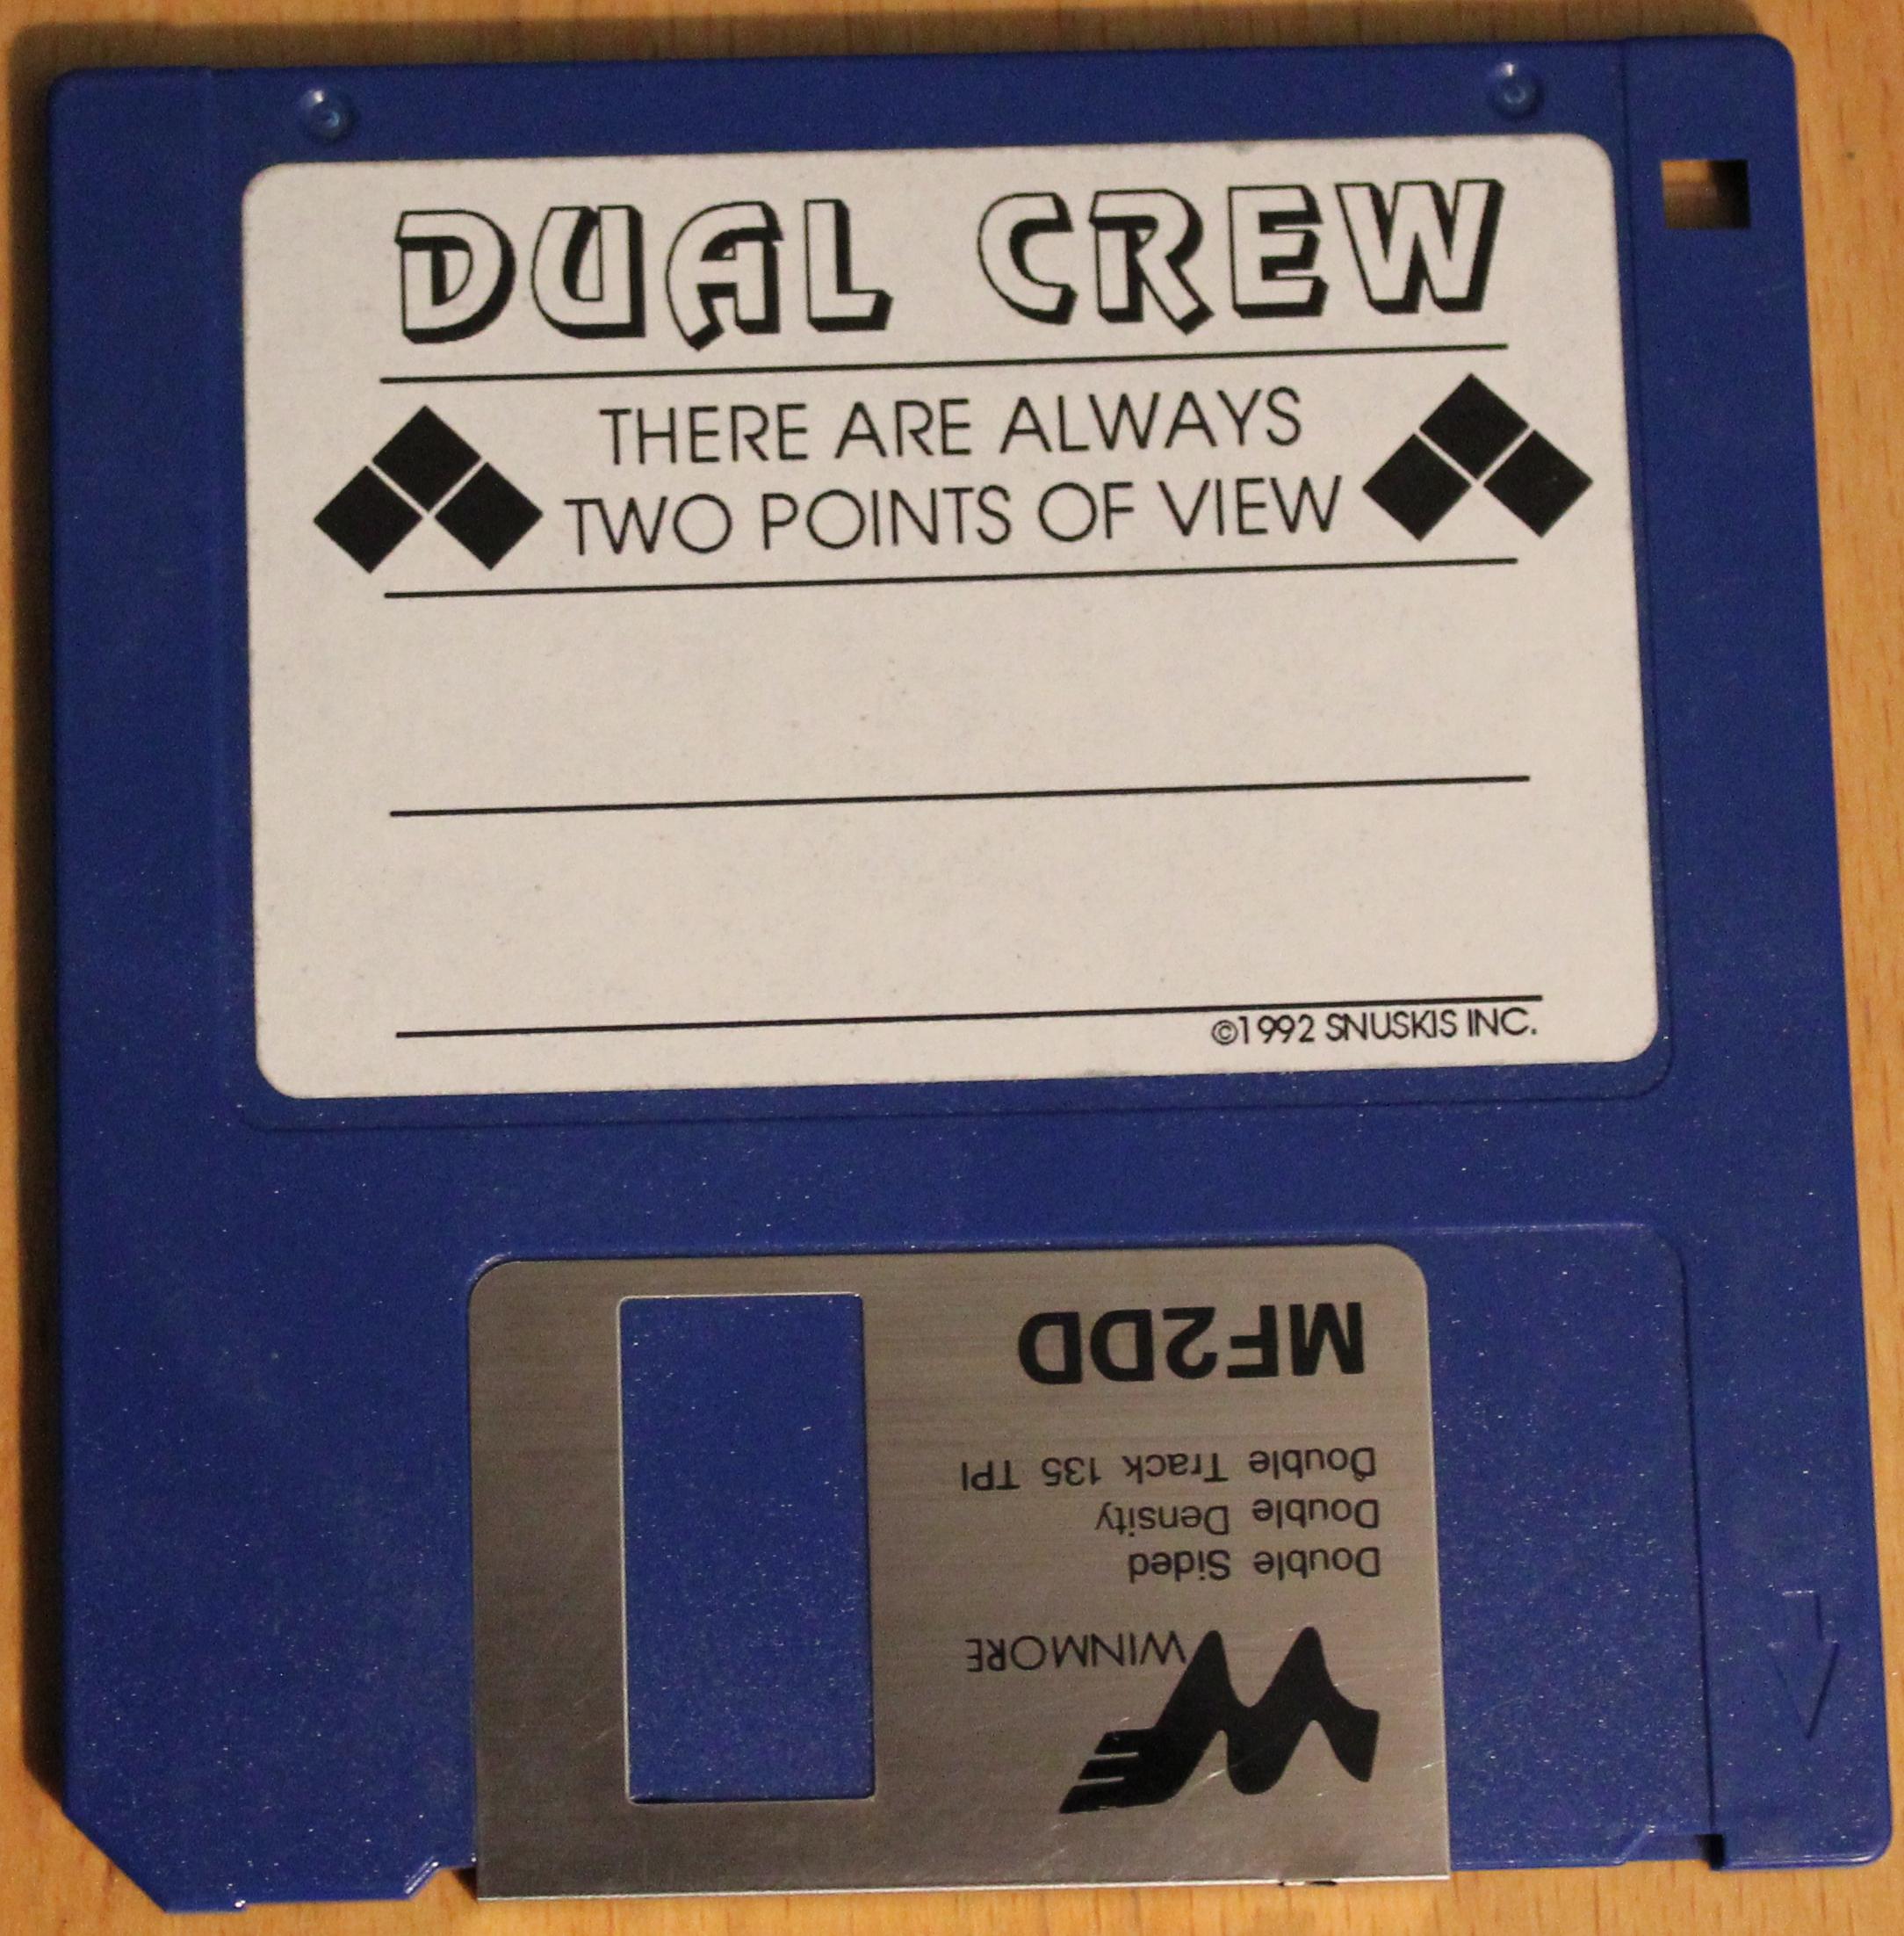 DUAL CREW
THERE ARE ALWAYS
TWO POINTS OF VIEW
©1992 SNUSKIS INC.
WINMORE
Double Sided
Double Density
Double Track 135 TPI
MF2DD